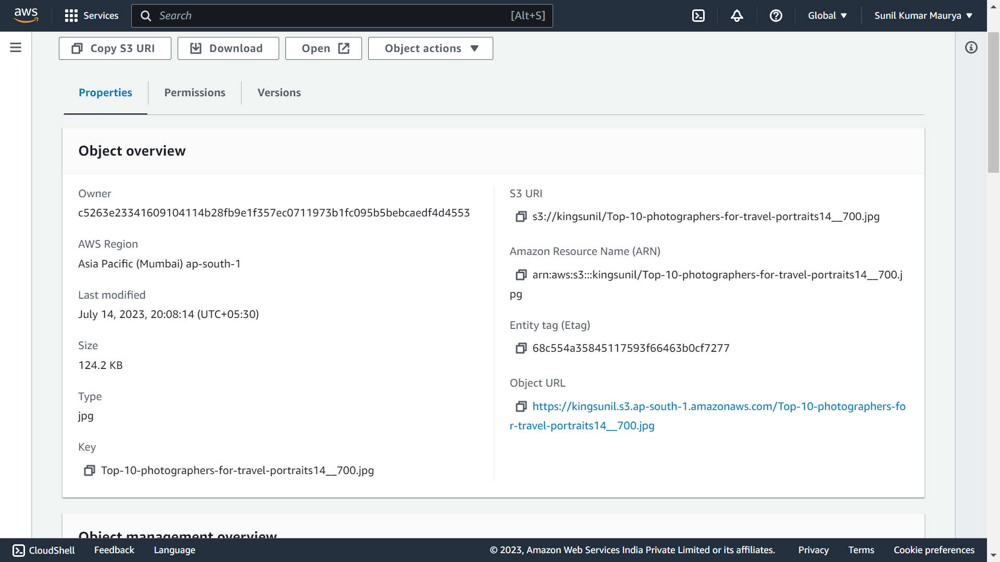 aws
Services
Search
[Alt+S]
Global
Sunil Kumar Maurya
Copy S3 URI
Download
Open
Object actions
Properties
Permissions
Versions
Object overview
Owner
c5263e23341609104114b28fb9e1f357ec0711973b1fc095b5bebcaedf4d4553
AWS Region
Asia Pacific (Mumbai) ap-south-1
Last modified
July 14, 2023, 20:08:14 (UTC+05:30)
Size
124.2 KB
Type
jpg
Key
Top-10-photographers-for-travel-portraits14__700.jpg
S3 URI
s3://kingsunil/Top-10-photographers-for-travel-portraits14__700.jpg
Amazon Resource Name (ARN)
arn:aws:s3:::kingsunil/Top-10-photographers-for-travel-portraits14__700.j
pg
Entity tag (Etag)
68c554a35845117593f66463b0cf7277
Object URL
https://kingsunil.s3.ap-south-1.amazonaws.com/Top-10-photographers-fo
r-travel-portraits14__700.jpg
Object management overview
CloudShell
Feedback
Language
© 2023, Amazon Web Services India Private Limited or its affiliates.
Privacy
Terms
Cookie preferences